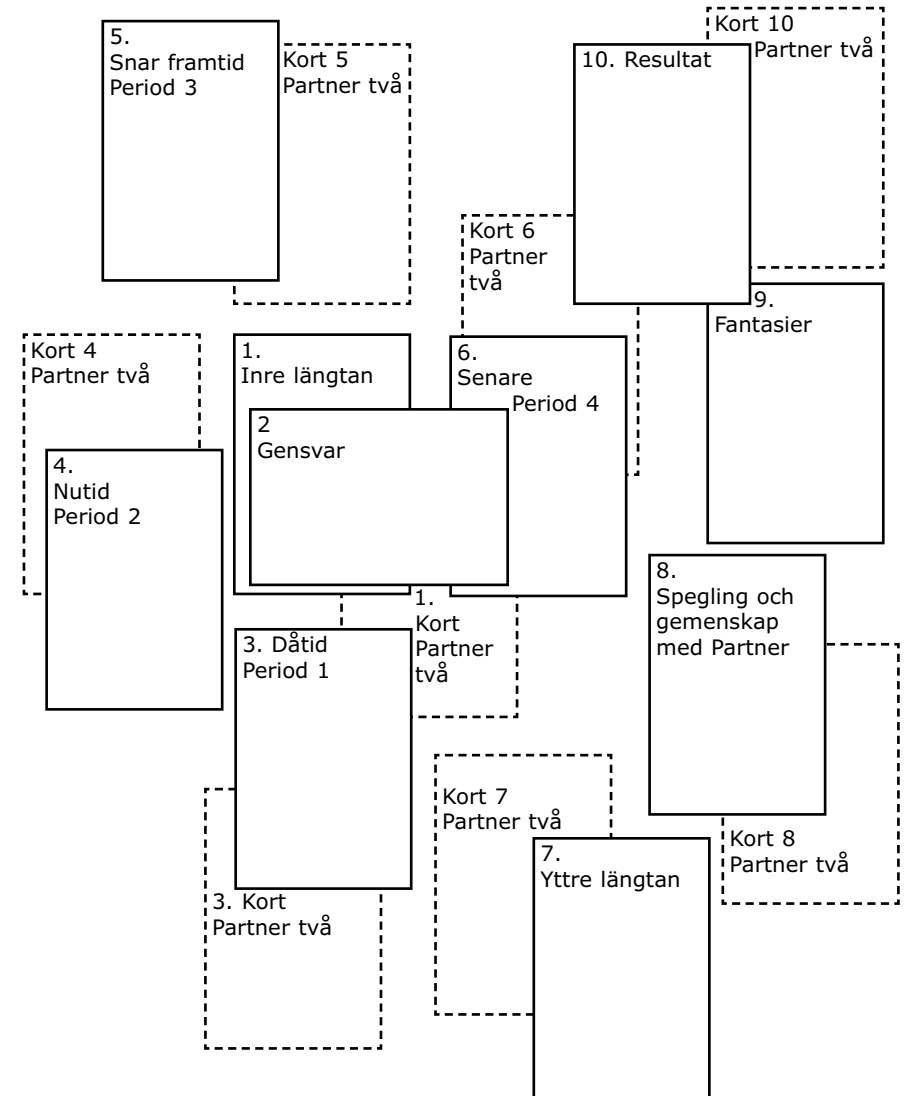 5.
Snar framtid
Period 3
Kort 5
Partner två
10. Resultat
Kort 10
Partner två
Kort 6
Partner
två
9.
Fantasier
Kort 4
Partner två
1.
Inre längtan
6.
Senare
Period 4
2
Gensvar
4.
Nutid
Period 2
8.
Spegling och
gemenskap
med Partner
1.
Kort
Partner
två
3. Dåtid
Period 1
Kort 7
Partner två
7.
Yttre längtan
Kort 8
Partner två
3. Kort
Partner två